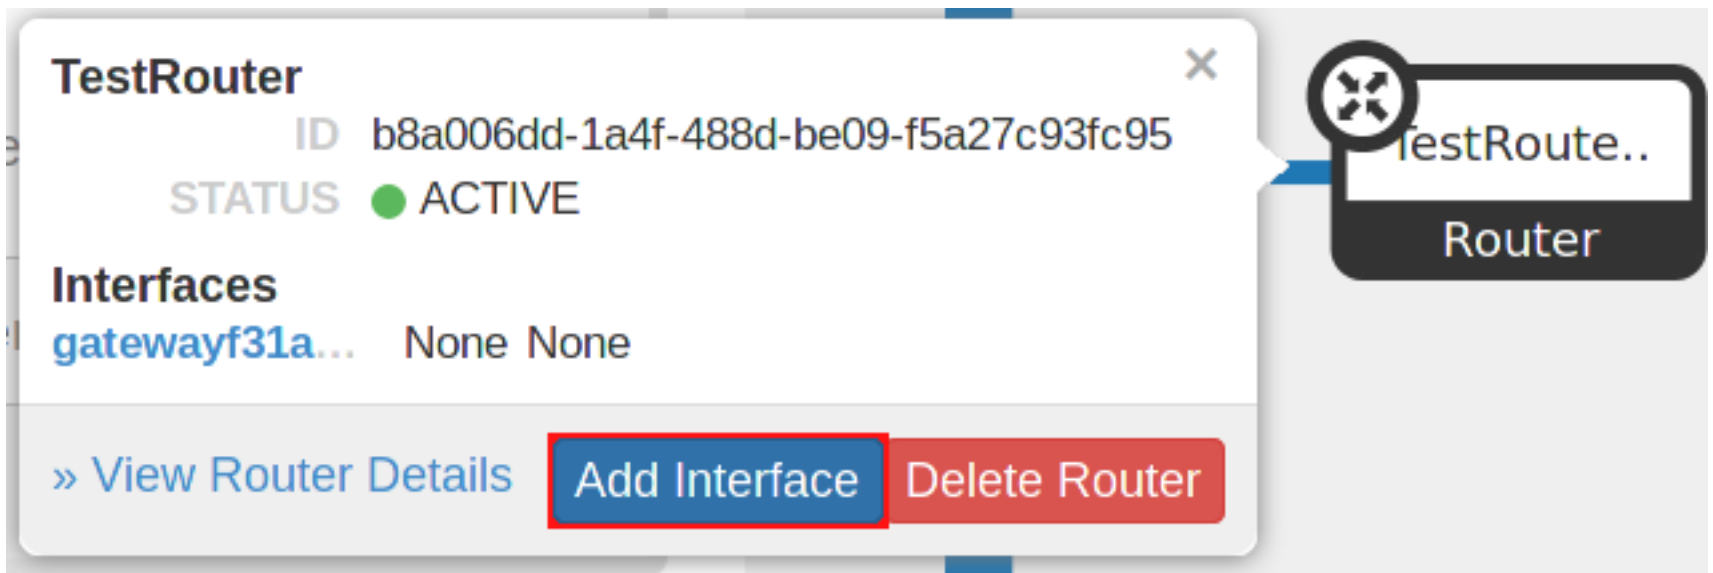 TestRouter
×
ID b8a006dd-1a4f-488d-be09-f5a27c93fc95
STATUS ACTIVE
Interfaces
gatewayf31a... None None
» View Router Details
Add Interface
Delete Router
TestRoute..
Router